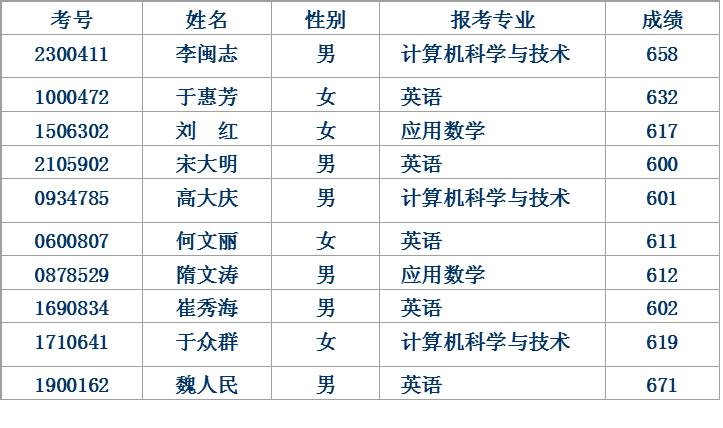 考号 姓名 性别 报考专业 成绩
2300411 李闽志 男 计算机科学与技术 658
1000472 于惠芳 女 英语 632
1506302 刘　红 女 应用数学 617
2105902 宋大明 男 英语 600
0934785 高大庆 男 计算机科学与技术 601
0600807 何文丽 女 英语 611
0878529 隋文涛 男 应用数学 612
1690834 崔秀海 男 英语 602
1710641 于众群 女 计算机科学与技术 619
1900162 魏人民 男 英语 671